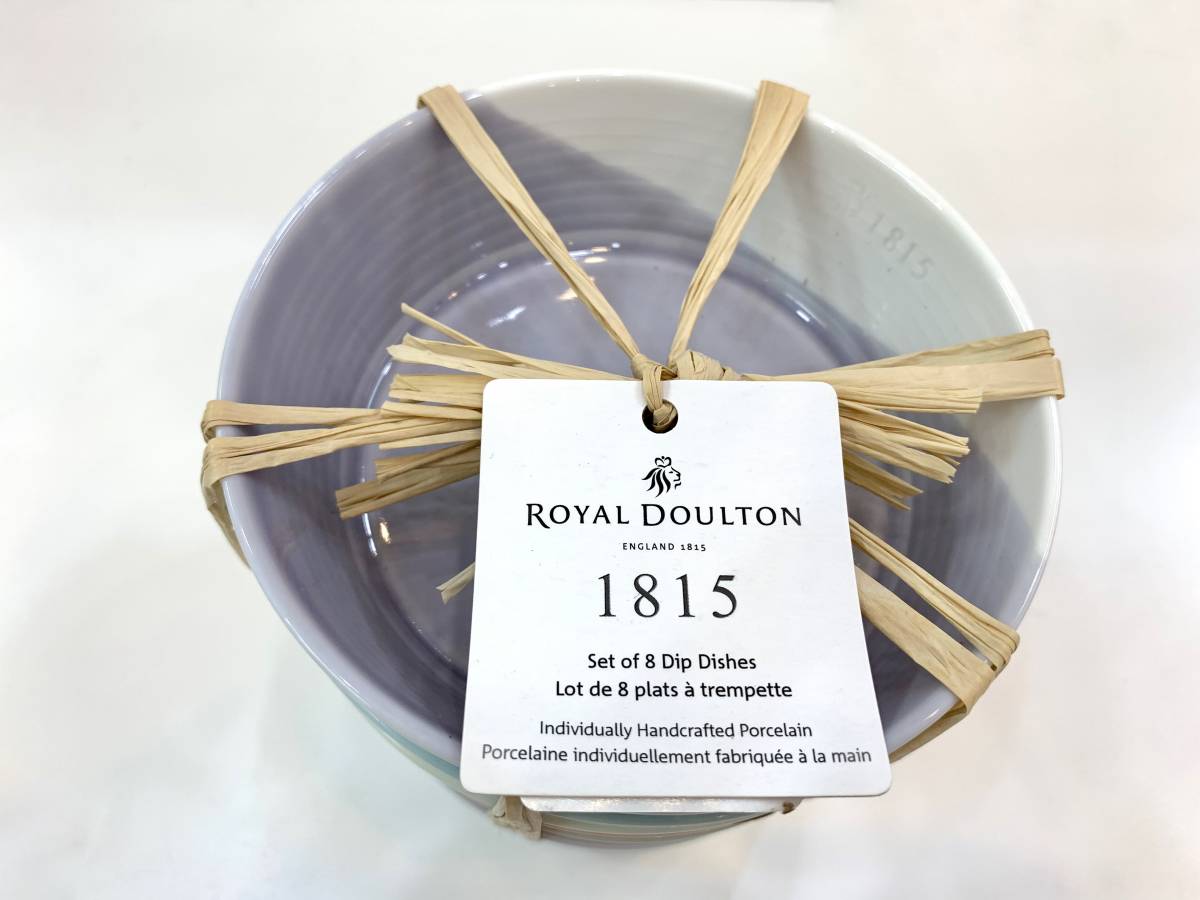 1815
ROYAL DOULTON
ENGLAND 1815
1815
Set of 8 Dip Dishes
Lot de 8 plats à trempette
Individually Handcrafted Porcelain
Porcelaine individuellement fabriquée à la main